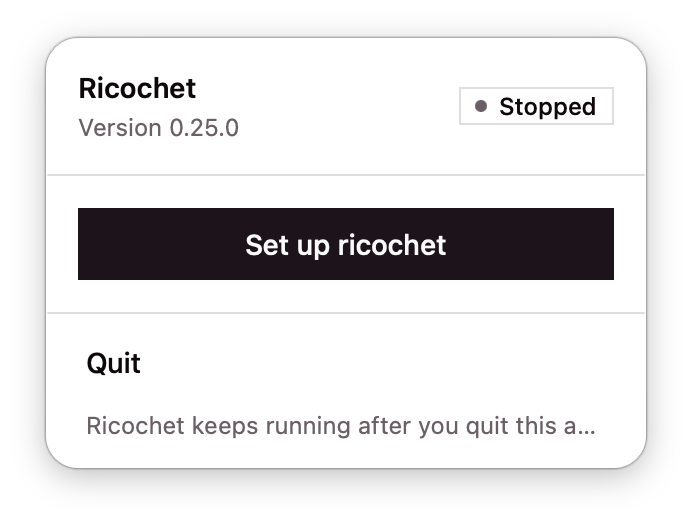 Ricochet
Version 0.25.0
Stopped
Set up ricochet
Quit
Ricochet keeps running after you quit this a...